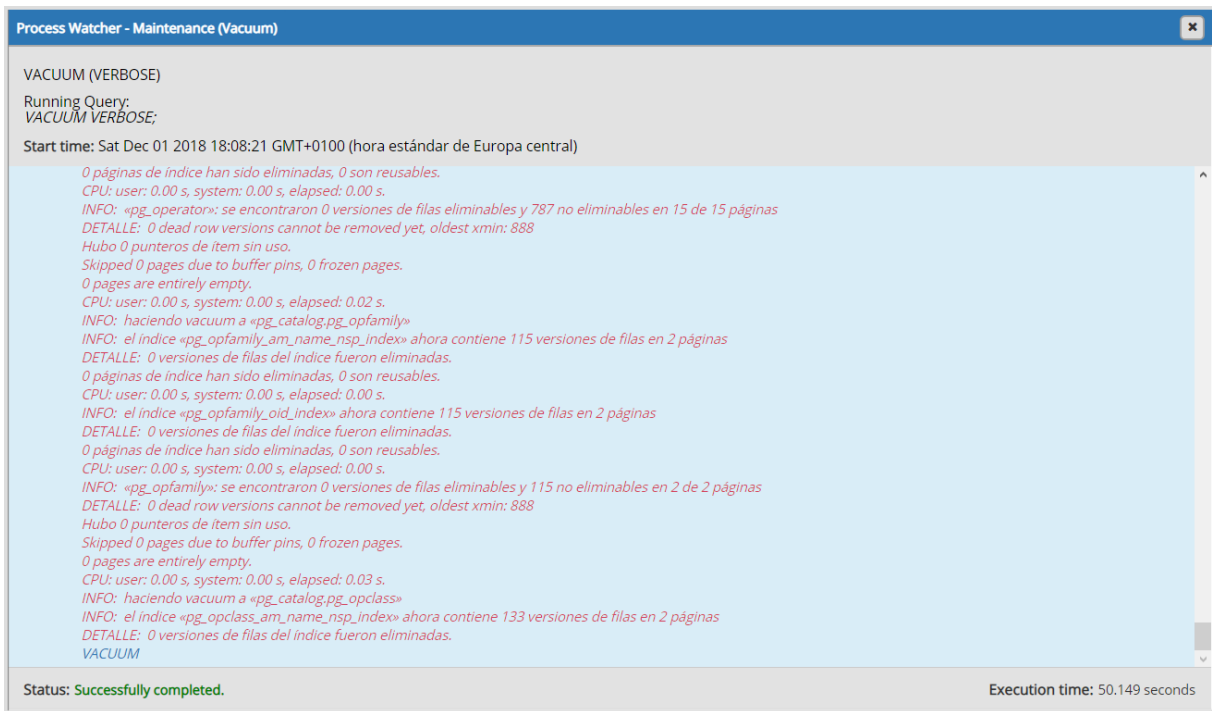 Process Watcher - Maintenance (Vacuum)
VACUUM (VERBOSE)
Running Query:
VACUUM VERBOSE;
Start time: Sat Dec 01 2018 18:08:21 GMT+0100 (hora estándar de Europa central)
0 páginas de índice han sido eliminadas, 0 son reusables.
CPU: user: 0.00 s, system: 0.00 s, elapsed: 0.00 s.
INFO: «pg_operator»: se encontraron 0 versiones de filas eliminables y 787 no eliminables en 15 de 15 páginas
DETALLE: 0 dead row versions cannot be removed yet, oldest xmin: 888
Hubo 0 punteros de ítem sin uso.
Skipped 0 pages due to buffer pins, 0 frozen pages.
0 pages are entirely empty.
CPU: user: 0.00 s, system: 0.00 s, elapsed: 0.02 s.
INFO: haciendo vacuum a «pg_catalog.pg_opfamily»
INFO: el índice «pg_opfamily_am_name_nsp_index» ahora contiene 115 versiones de filas en 2 páginas
DETALLE: 0 versiones de filas del índice fueron eliminadas.
0 páginas de índice han sido eliminadas, 0 son reusables.
CPU: user: 0.00 s, system: 0.00 s, elapsed: 0.00 s.
INFO: el índice «pg_opfamily_oid_index» ahora contiene 115 versiones de filas en 2 páginas
DETALLE: 0 versiones de filas del índice fueron eliminadas.
0 páginas de índice han sido eliminadas, 0 son reusables.
CPU: user: 0.00 s, system: 0.00 s, elapsed: 0.00 s.
INFO: «pg_opfamily»: se encontraron 0 versiones de filas eliminables y 115 no eliminables en 2 de 2 páginas
DETALLE: 0 dead row versions cannot be removed yet, oldest xmin: 888
Hubo 0 punteros de ítem sin uso.
Skipped 0 pages due to buffer pins, 0 frozen pages.
0 pages are entirely empty.
CPU: user: 0.00 s, system: 0.00 s, elapsed: 0.03 s.
INFO: haciendo vacuum a «pg_catalog.pg_opclass»
INFO: el índice «pg_opclass_am_name_nsp_index» ahora contiene 133 versiones de filas en 2 páginas
DETALLE: 0 versiones de filas del índice fueron eliminadas.
VACUUM
Status: Successfully completed.
Execution time: 50.149 seconds